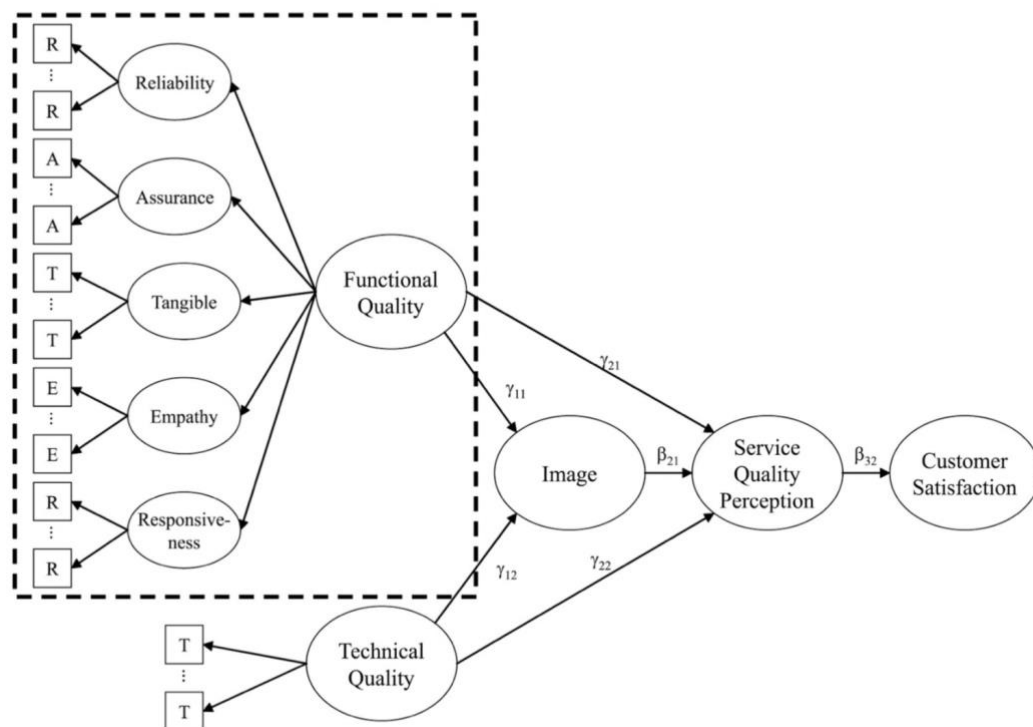 R
⋮
R
Reliability
A
⋮
A
Assurance
T
⋮
T
Tangible
E
⋮
E
Empathy
R
⋮
R
Responsive-
ness
Functional
Quality
γ21
γ11
Image
β21
Service
Quality
Perception
β32
Customer
Satisfaction
γ12
γ22
T
⋮
T
Technical
Quality